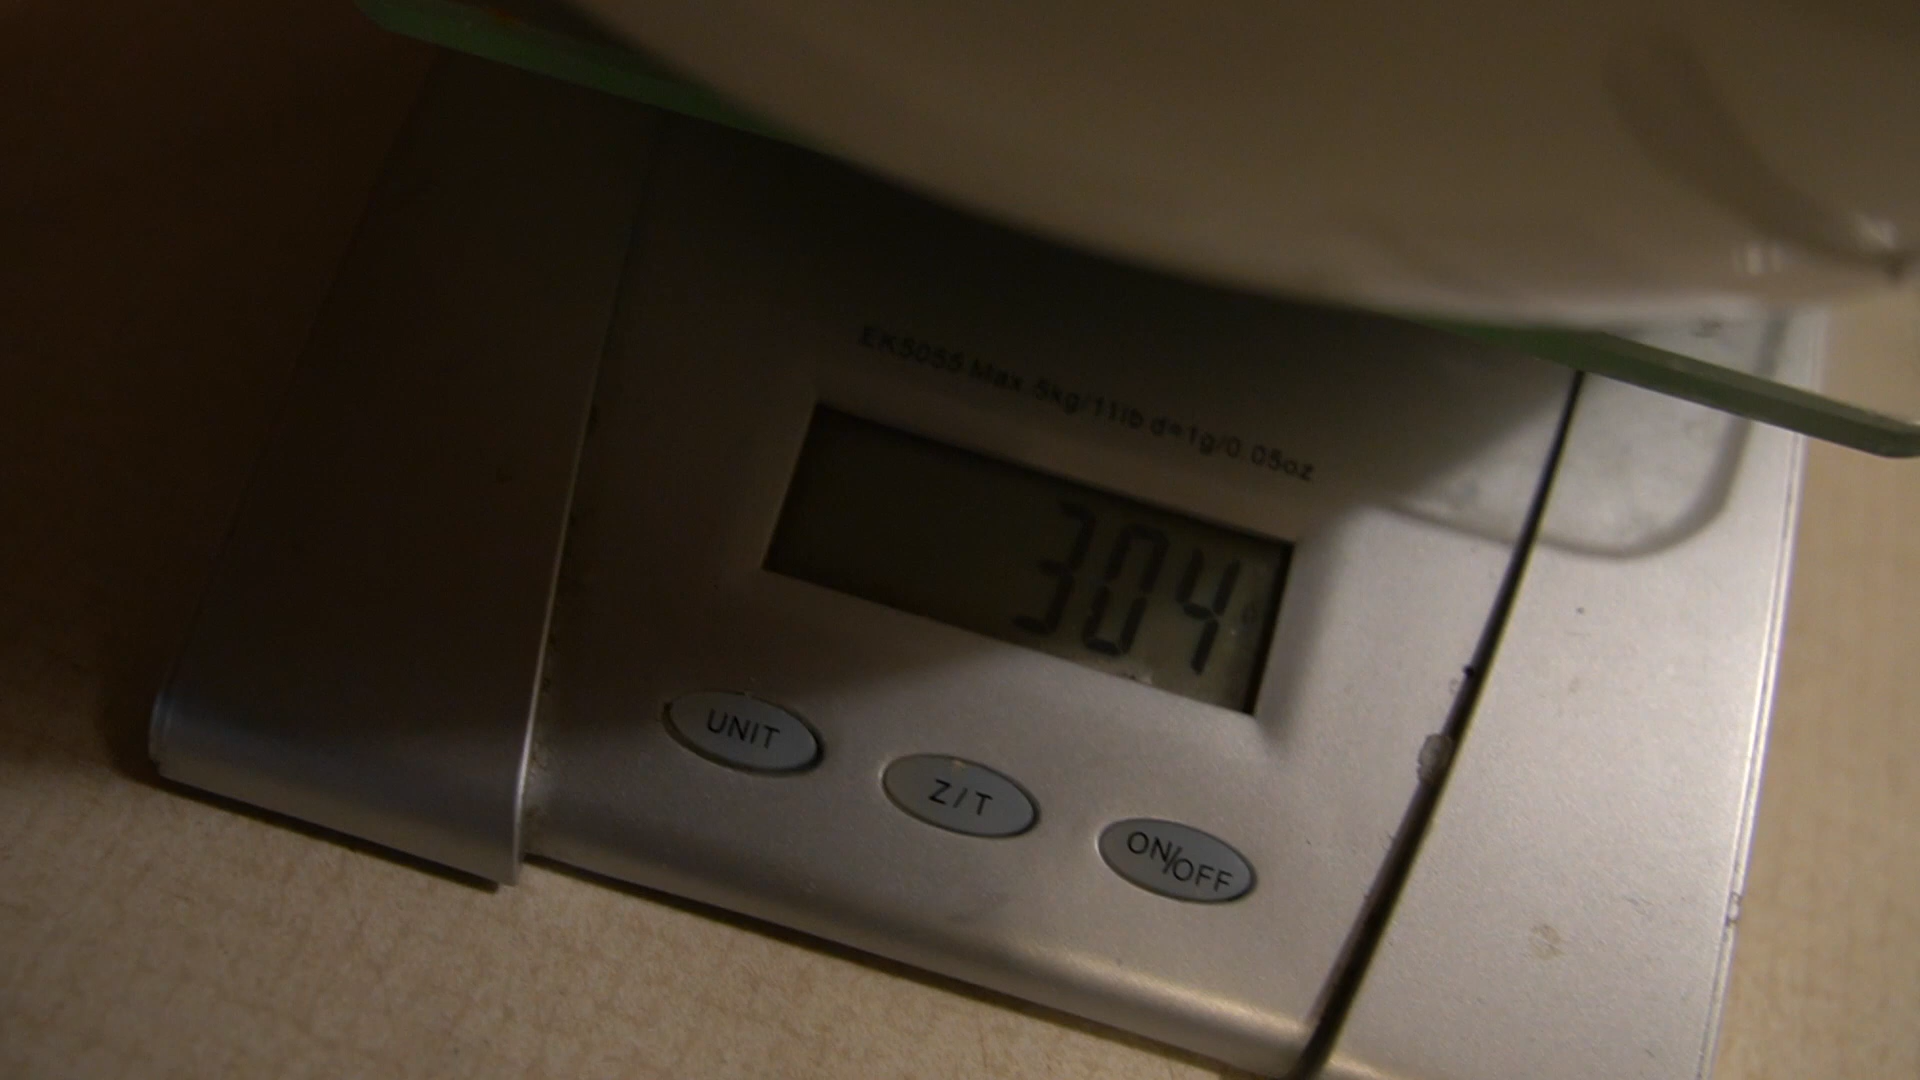 EK5055 Max 5kg/11lb d=1g/0.05oz
304
UNIT
Z/T
ON/OFF